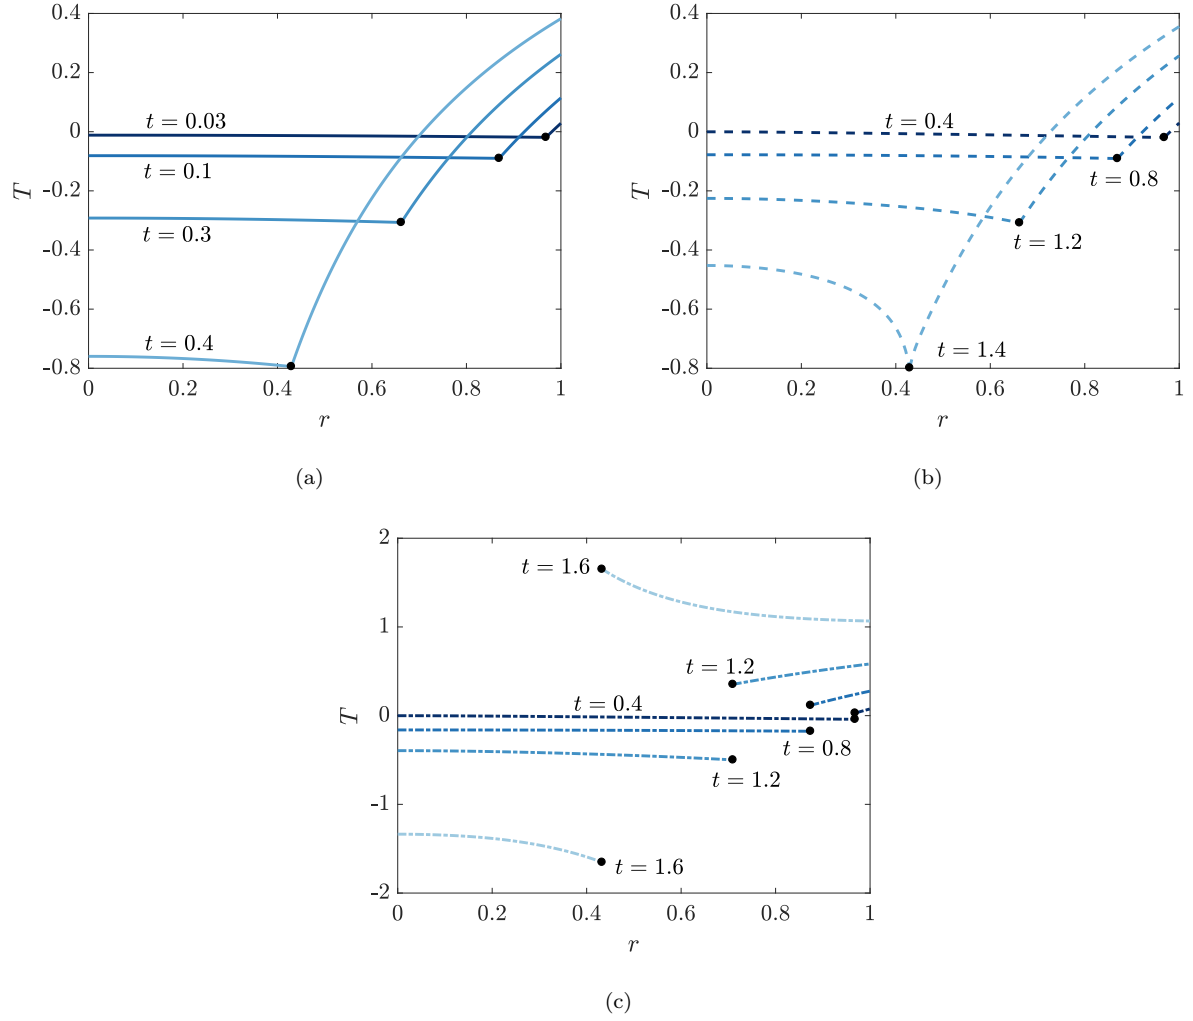 0.4
0.2
0
-0.2
-0.4
-0.6
-0.8
T
t = 0.03
t = 0.1
t = 0.3
t = 0.4
0 0.2 0.4 0.6 0.8 1
r
(a)
0.4
0.2
0
-0.2
-0.4
-0.6
-0.8
T
t = 0.4
t = 0.8
t = 1.2
t = 1.4
0 0.2 0.4 0.6 0.8 1
r
(b)
2
1
0
-1
-2
T
t = 1.6
t = 1.2
t = 0.4
t = 0.8
t = 1.2
t = 1.6
0 0.2 0.4 0.6 0.8 1
r
(c)